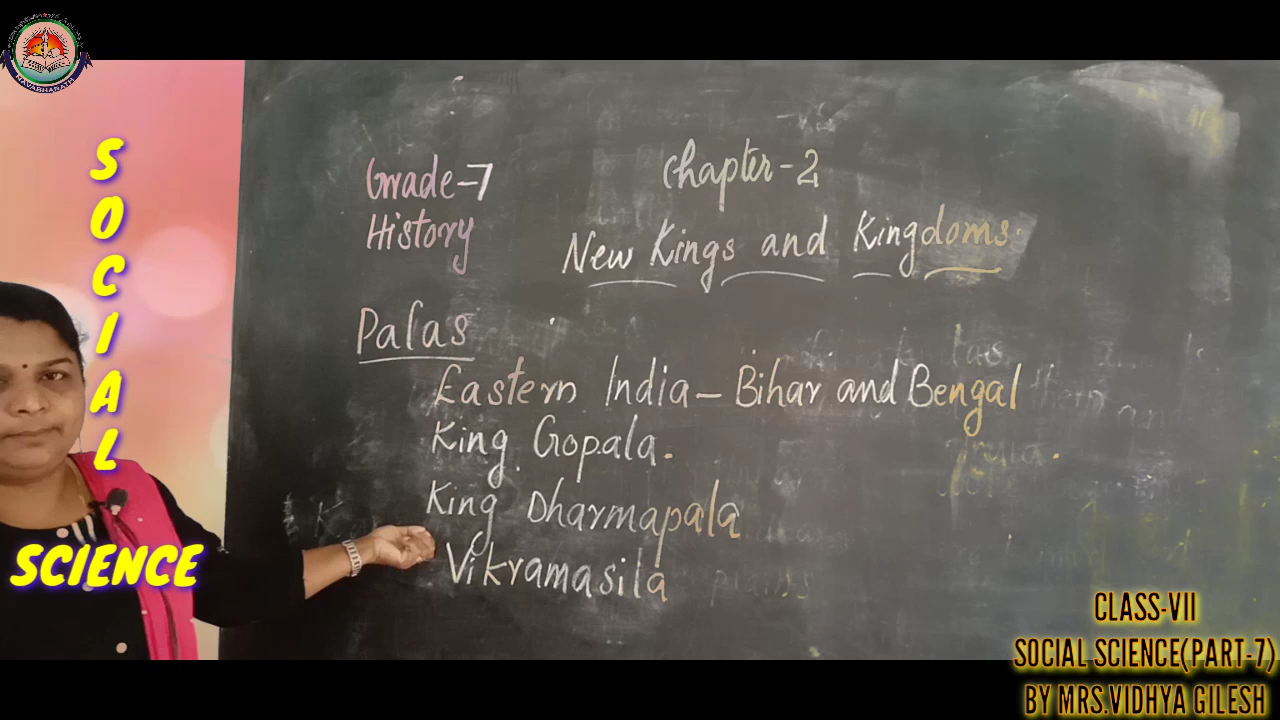 NAVABHARATH
SOCIAL
SCIENCE
Grade-7
History
Chapter-2
New Kings and Kingdoms.
Palas
Eastern India - Bihar and Bengal
King Gopala.
King Dharmapala
Vikramasila
CLASS-VII
SOCIAL SCIENCE(PART-7)
BY MRS.VIDHYA GILESH